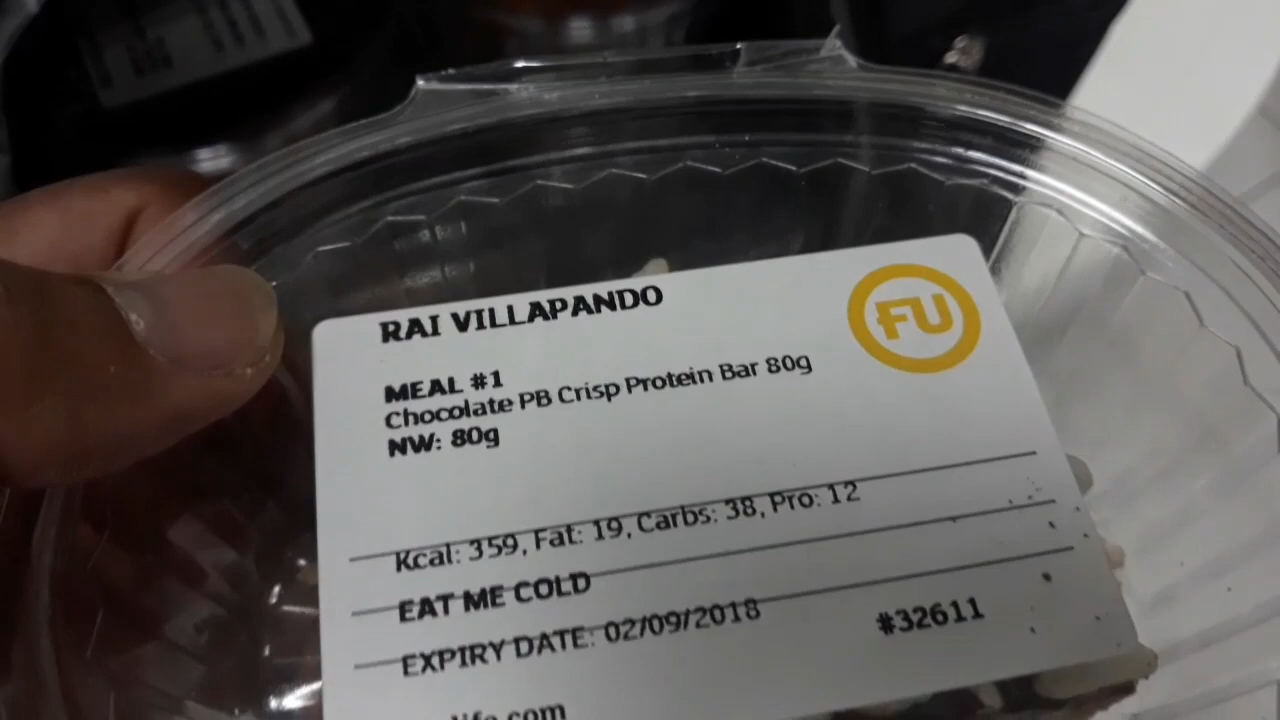 RAI VILLAPANDO
FU
MEAL #1
Chocolate PB Crisp Protein Bar 80g
NW: 80g
Kcal: 359, Fat: 19, Carbs: 38, Pro: 12
EAT ME COLD
EXPIRY DATE: 02/09/2018
#32611